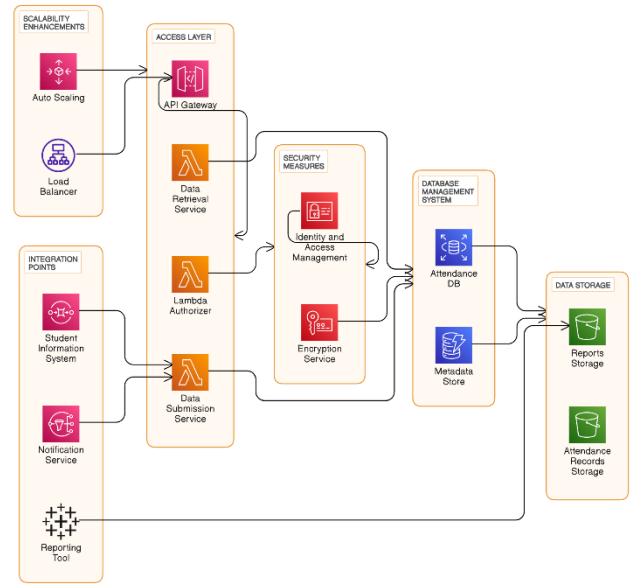 SCALABILITY
ENHANCEMENTS
Auto Scaling
Load
Balancer
ACCESS LAYER
API Gateway
Data
Retrieval
Service
Lambda
Authorizer
Data
Submission
Service
SECURITY
MEASURES
Identity and
Access
Management
Encryption
Service
DATABASE
MANAGEMENT
SYSTEM
Attendance
DB
Metadata
Store
DATA STORAGE
Reports
Storage
Attendance
Records
Storage
INTEGRATION
POINTS
Student
Information
System
Notification
Service
Reporting
Tool